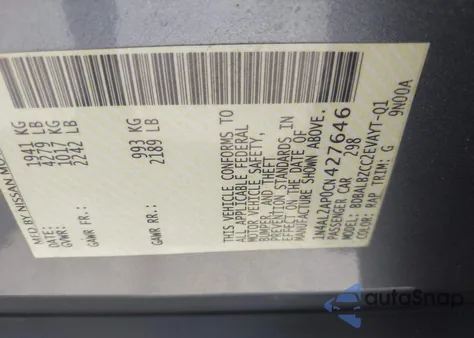 MFD BY NISSAN MO
DATE:
GVWR: 1941 KG
4279 LB
GAWR FR: 1017 KG
2242 LB
GAWR RR: 993 KG
2189 LB
THIS VEHICLE CONFORMS TO
ALL APPLICABLE FEDERAL
MOTOR VEHICLE SAFETY,
BUMPER, AND THEFT
PREVENTION STANDARDS IN
EFFECT ON THE DATE OF
MANUFACTURE SHOWN ABOVE.
1N4AL2AP0CN427646
PASSENGER CAR 298
MODEL: BDBALBZCC2EVAYT-Q1
COLOR: RAP TRIM: G 9N00A
autoSnap